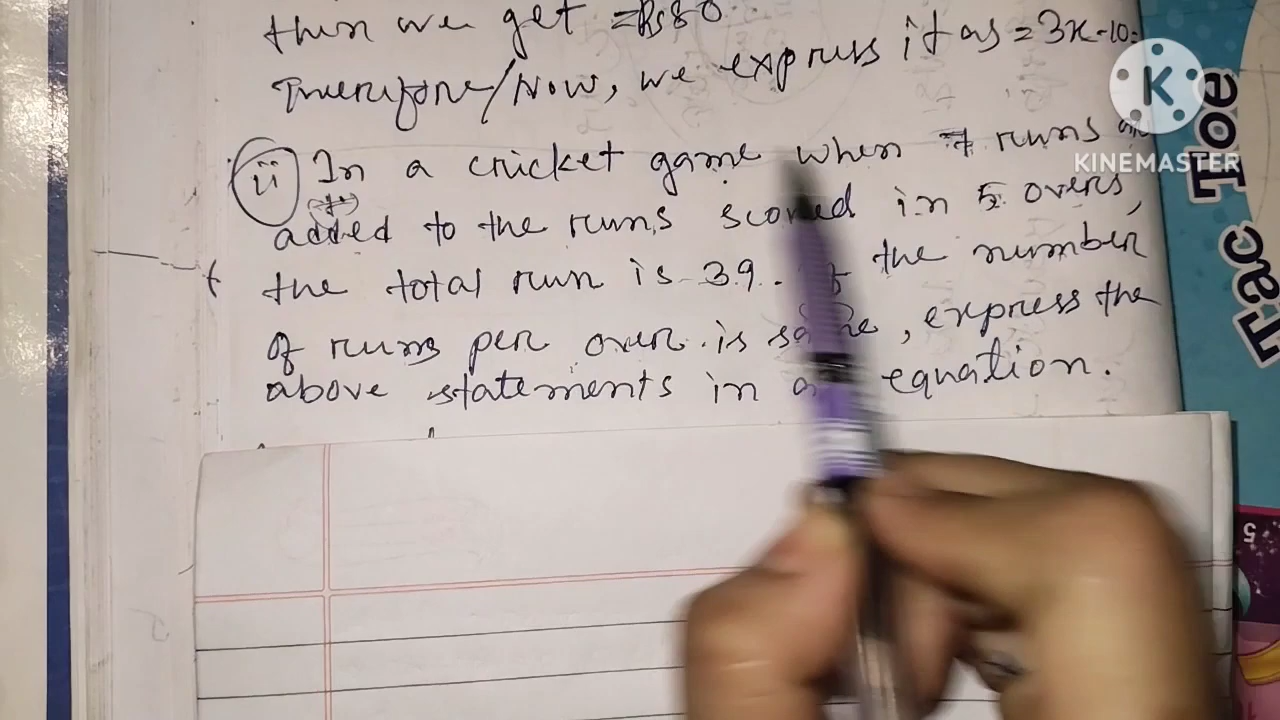 then we get =Rs80
Therefore/Now, we express it as = 3x-10=
ii In a cricket game when 7 runs are
added to the runs scored in 5 overs,
the total run is 39. If the number
of runs per over is same, express the
above statements in an equation.
K
KINEMASTER
Tac Toe
5